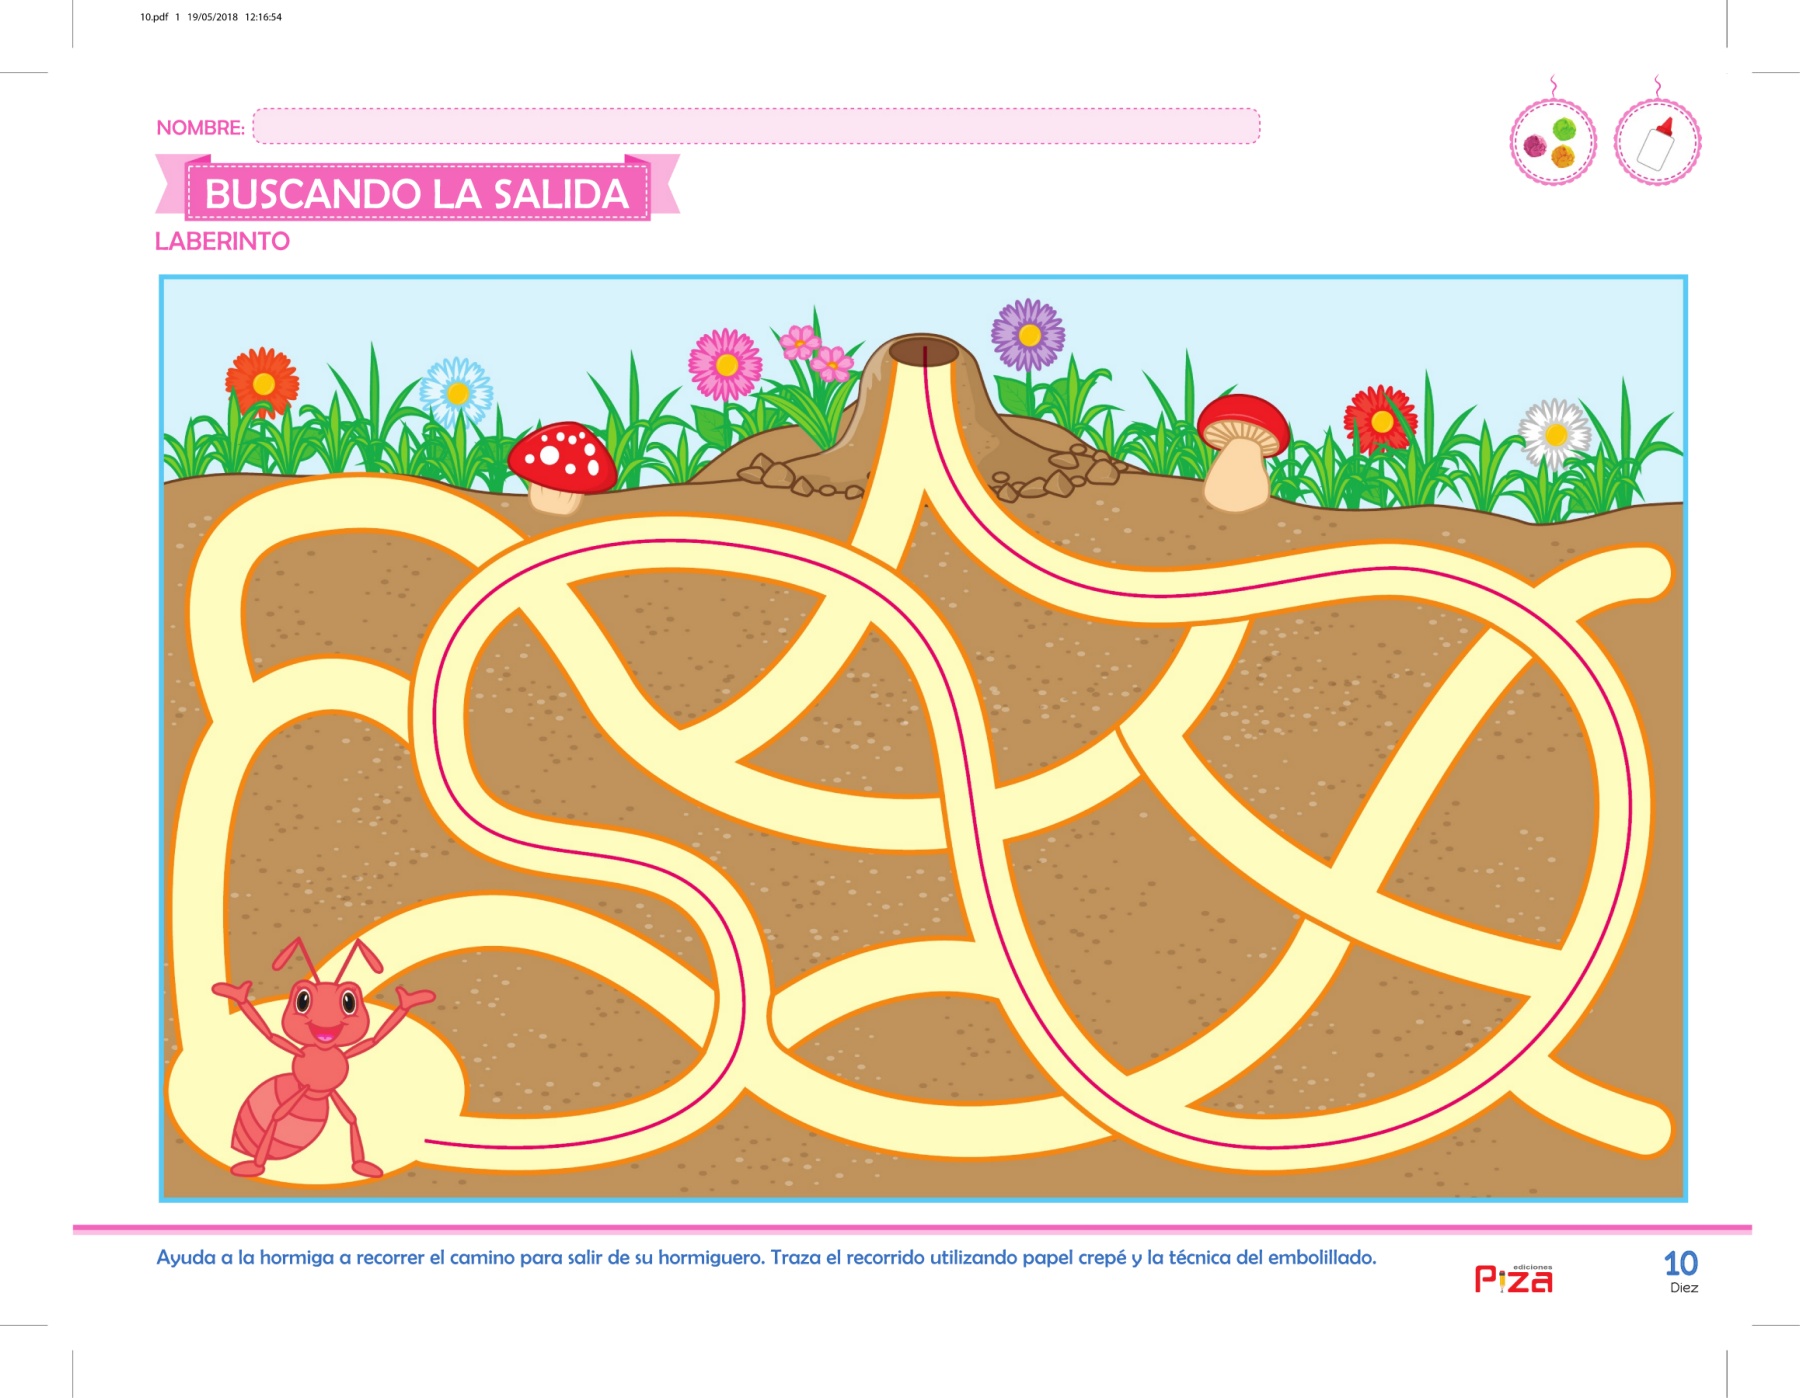 10.pdf 1 19/05/2018 12:16:54
NOMBRE:
BUSCANDO LA SALIDA
LABERINTO
Ayuda a la hormiga a recorrer el camino para salir de su hormiguero. Traza el recorrido utilizando papel crepé y la técnica del embolillado.
ediciones
Piza
10
Diez